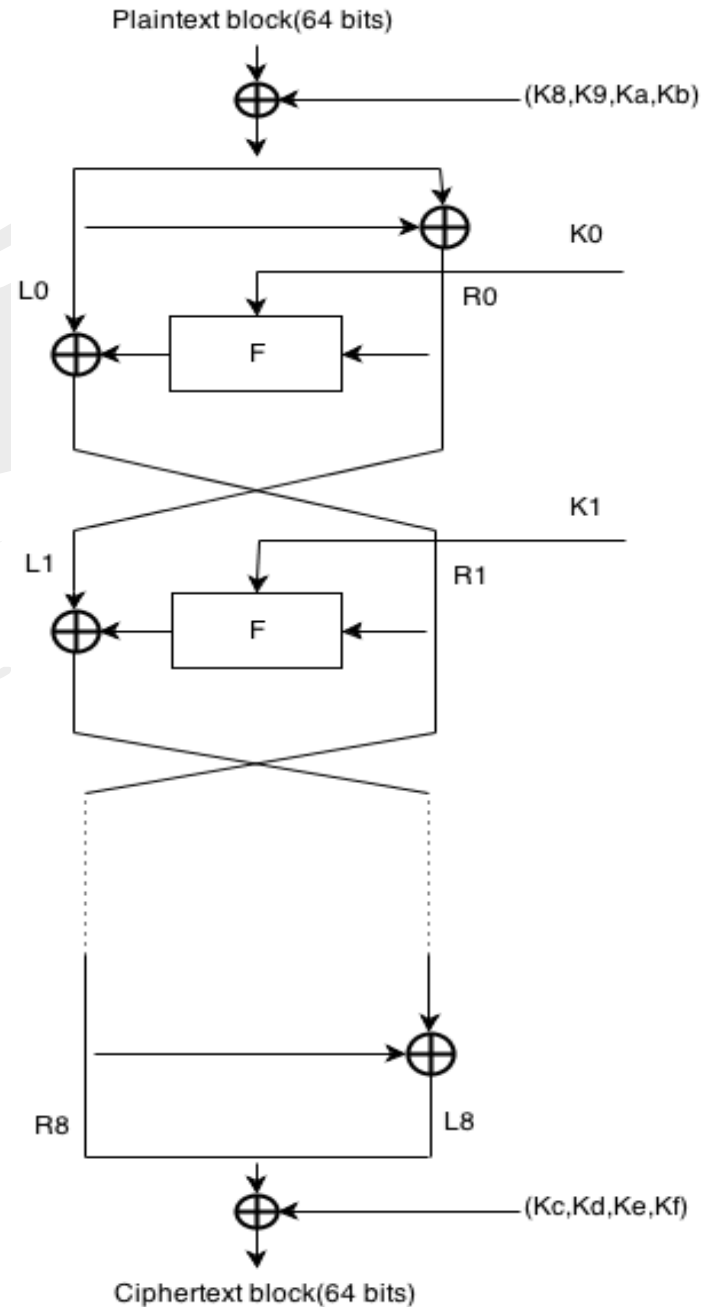 Plaintext block(64 bits)
(K8,K9,Ka,Kb)
K0
L0
R0
F
K1
L1
R1
F
R8
L8
(Kc,Kd,Ke,Kf)
Ciphertext block(64 bits)